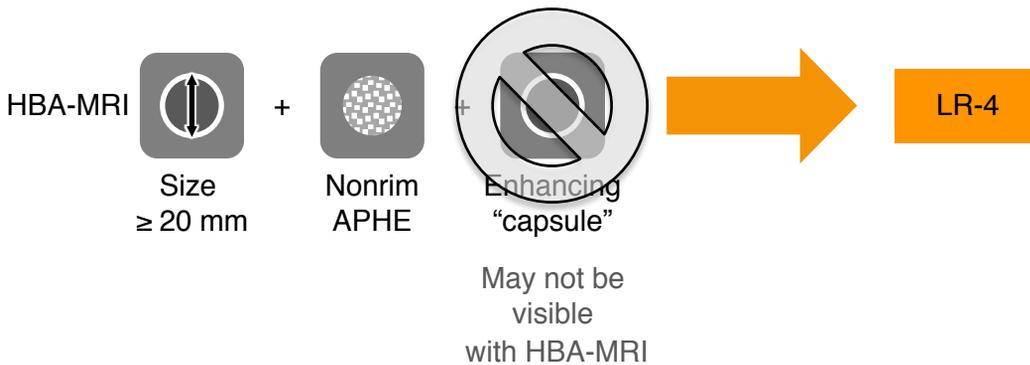 HBA-MRI + + LR-4
Size
≥ 20 mm
Nonrim
APHE
Enhancing
“capsule”
May not be
visible
with HBA-MRI